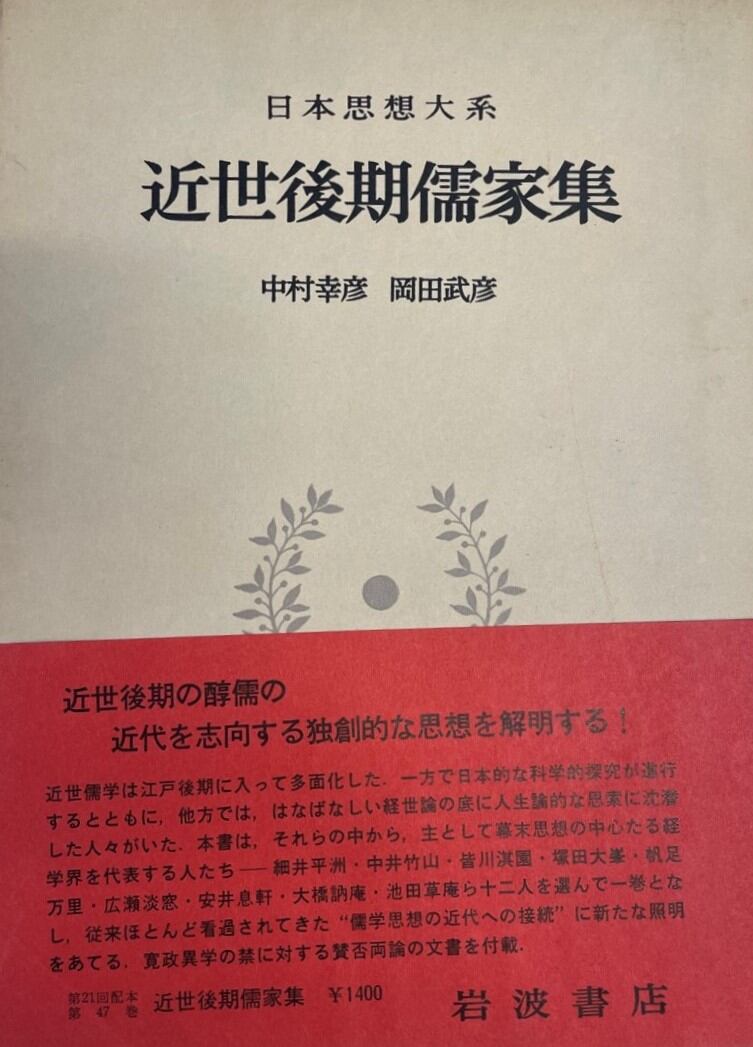 日本思想大系
近世後期儒家集
中村幸彦 岡田武彦
近世後期の醇儒の
近代を志向する独創的な思想を解明する！
近世儒学は江戸後期に入って多面化した．一方で日本的な科学的探究が進行
するとともに，他方では，はなばなしい経世論の底に人生論的な思索に沈潜
した人々がいた．本書は，それらの中から，主として幕末思想の中心たる経
学界を代表する人たち——細井平洲・中井竹山・皆川淇園・塚田大峯・帆足
万里・広瀬淡窓・安井息軒・大橋訥庵・池田草庵ら十二人を選んで一巻とな
し，従来ほとんど看過されてきた“儒学思想の近代への接続”に新たな照明
をあてる．寛政異学の禁に対する賛否両論の文書を付載．
第21回配本
第 47 巻 近世後期儒家集 ￥1400 岩波書店